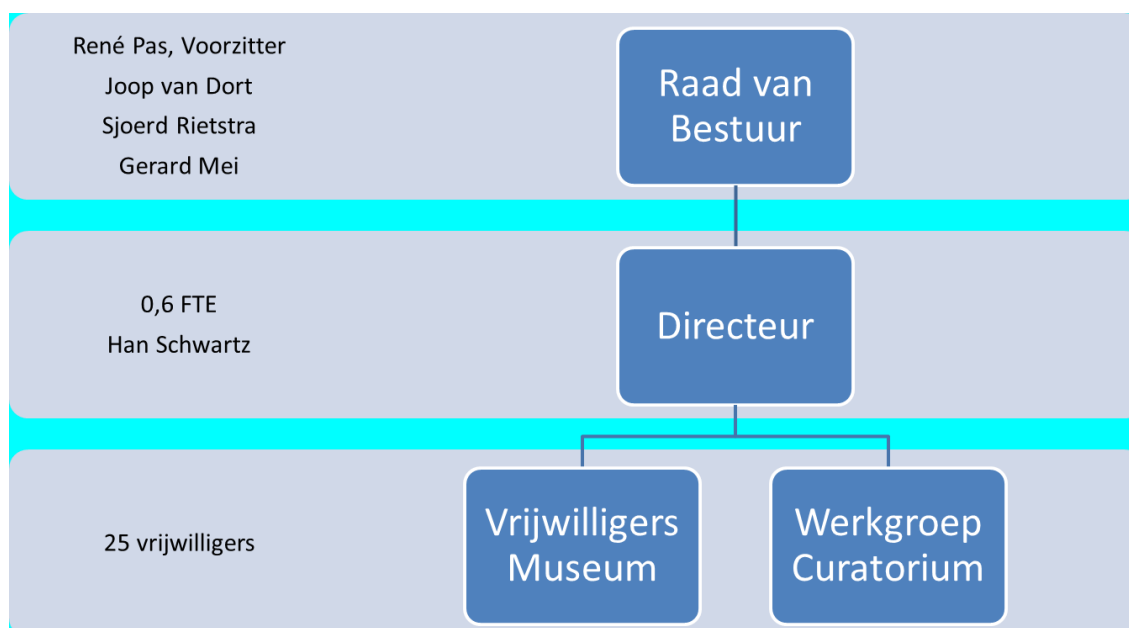 René Pas, Voorzitter
Joop van Dort
Sjoerd Rietstra
Gerard Mei
Raad van
Bestuur
0,6 FTE
Han Schwartz
Directeur
25 vrijwilligers
Vrijwilligers
Museum
Werkgroep
Curatorium